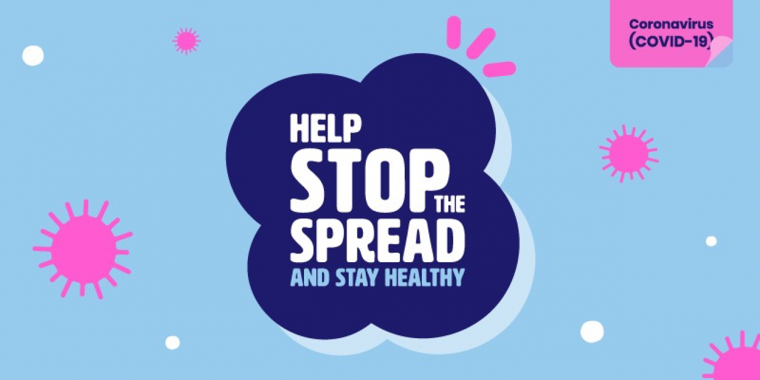 Coronavirus
(COVID-19)
HELP
STOP THE
SPREAD
AND STAY HEALTHY